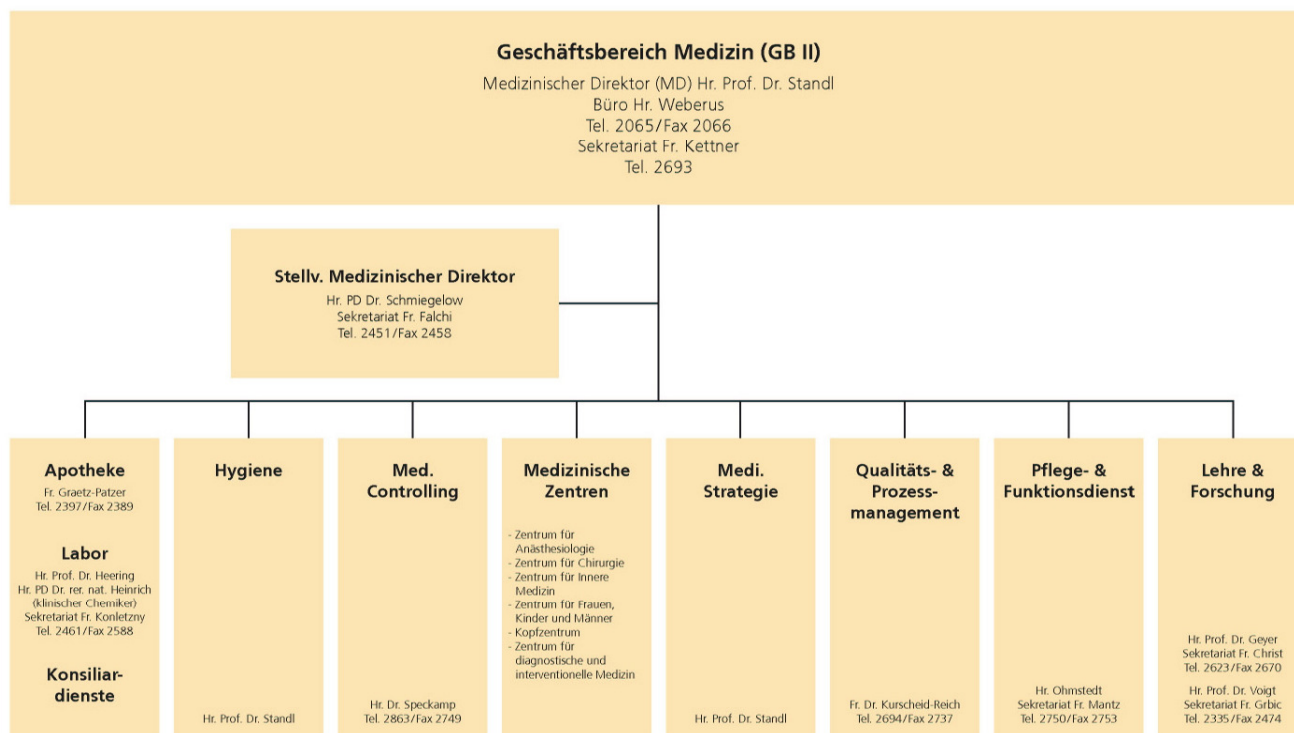 Geschäftsbereich Medizin (GB II)
Medizinischer Direktor (MD) Hr. Prof. Dr. Standl
Büro Hr. Weberus
Tel. 2065/Fax 2066
Sekretariat Fr. Kettner
Tel. 2693
Stellv. Medizinischer Direktor
Hr. PD Dr. Schmiegelow
Sekretariat Fr. Falchi
Tel. 2451/Fax 2458
Apotheke
Fr. Graetz-Patzer
Tel. 2397/Fax 2389
Labor
Hr. Prof. Dr. Heering
Hr. PD Dr. rer. nat. Heinrich
(klinischer Chemiker)
Sekretariat Fr. Konletzny
Tel. 2461/Fax 2588
Konsiliar-
dienste
Hygiene
Hr. Prof. Dr. Standl
Med.
Controlling
Hr. Dr. Speckamp
Tel. 2863/Fax 2749
Medizinische
Zentren
- Zentrum für
Anästhesiologie
- Zentrum für Chirurgie
- Zentrum für Innere
Medizin
- Zentrum für Frauen,
Kinder und Männer
- Kopfzentrum
- Zentrum für
diagnostische und
interventionelle Medizin
Medi.
Strategie
Hr. Prof. Dr. Standl
Qualitäts- &
Prozess-
management
Fr. Dr. Kurscheid-Reich
Tel. 2694/Fax 2737
Pflege- &
Funktionsdienst
Hr. Ohmstedt
Sekretariat Fr. Mantz
Tel. 2750/Fax 2753
Lehre &
Forschung
Hr. Prof. Dr. Geyer
Sekretariat Fr. Christ
Tel. 2623/Fax 2670
Hr. Prof. Dr. Voigt
Sekretariat Fr. Grbic
Tel. 2335/Fax 2474